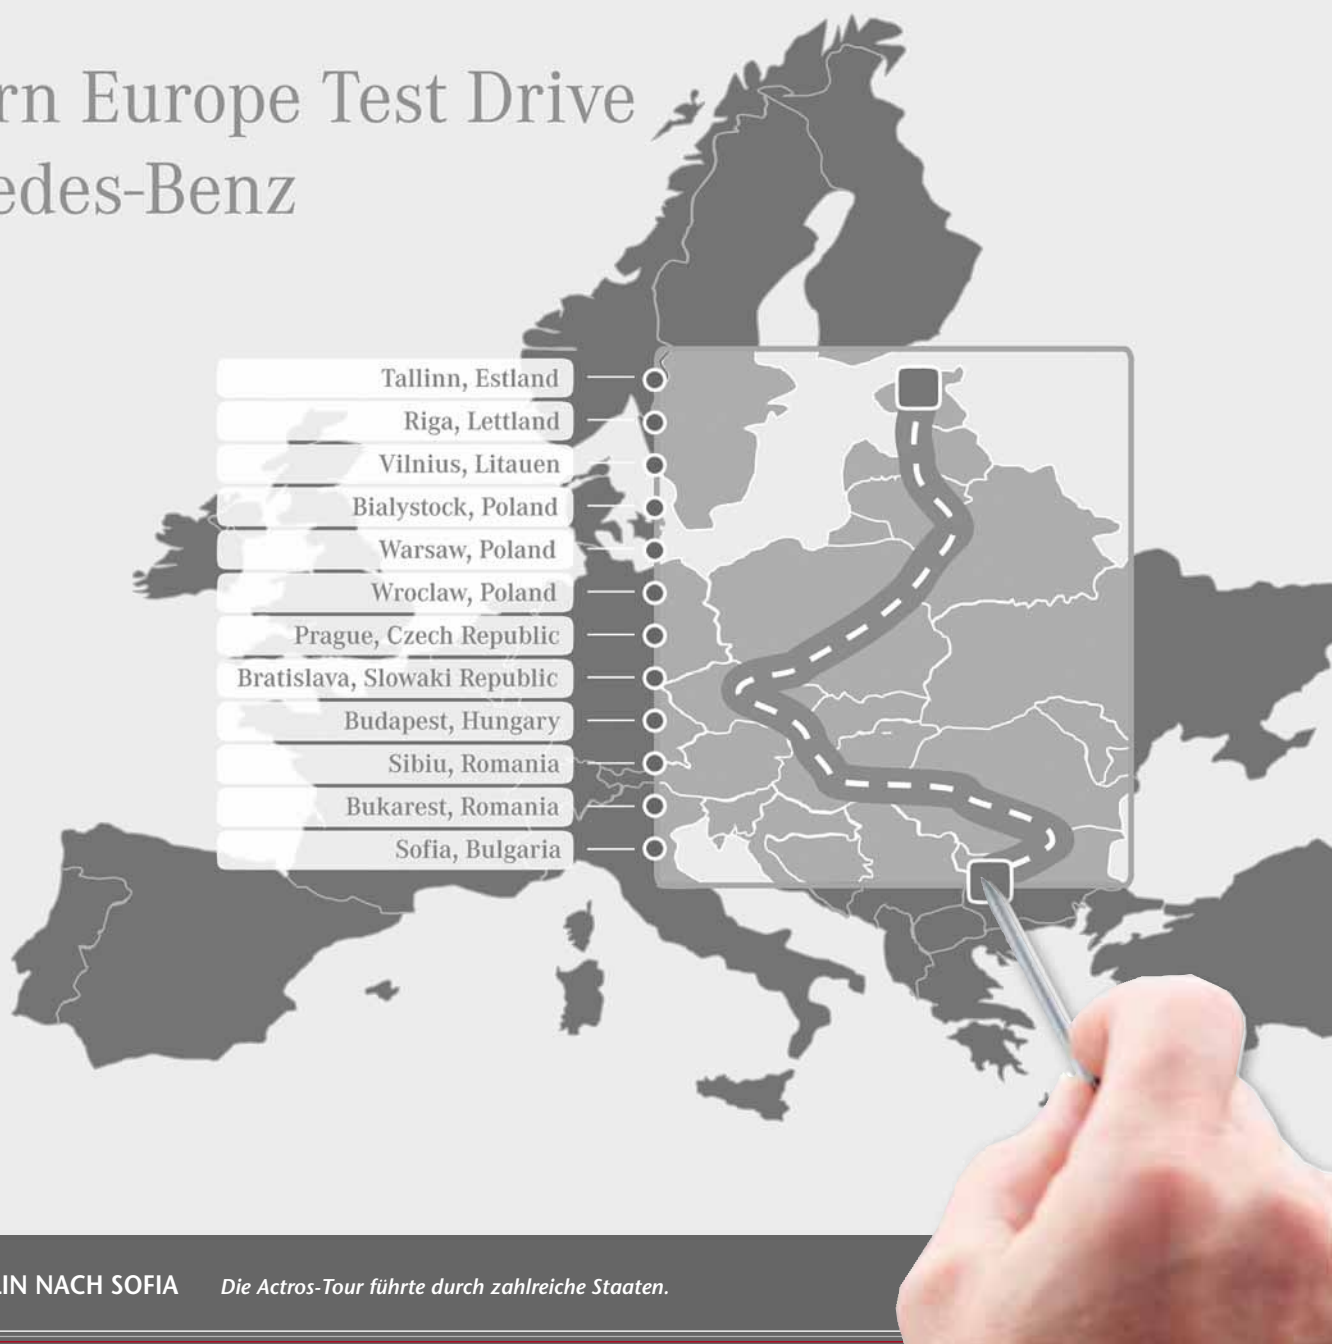 rn Europe Test Drive
edes-Benz
Tallinn, Estland
Riga, Lettland
Vilnius, Litauen
Bialystock, Poland
Warsaw, Poland
Wroclaw, Poland
Prague, Czech Republic
Bratislava, Slowaki Republic
Budapest, Hungary
Sibiu, Romania
Bukarest, Romania
Sofia, Bulgaria
LIN NACH SOFIA Die Actros-Tour führte durch zahlreiche Staaten.